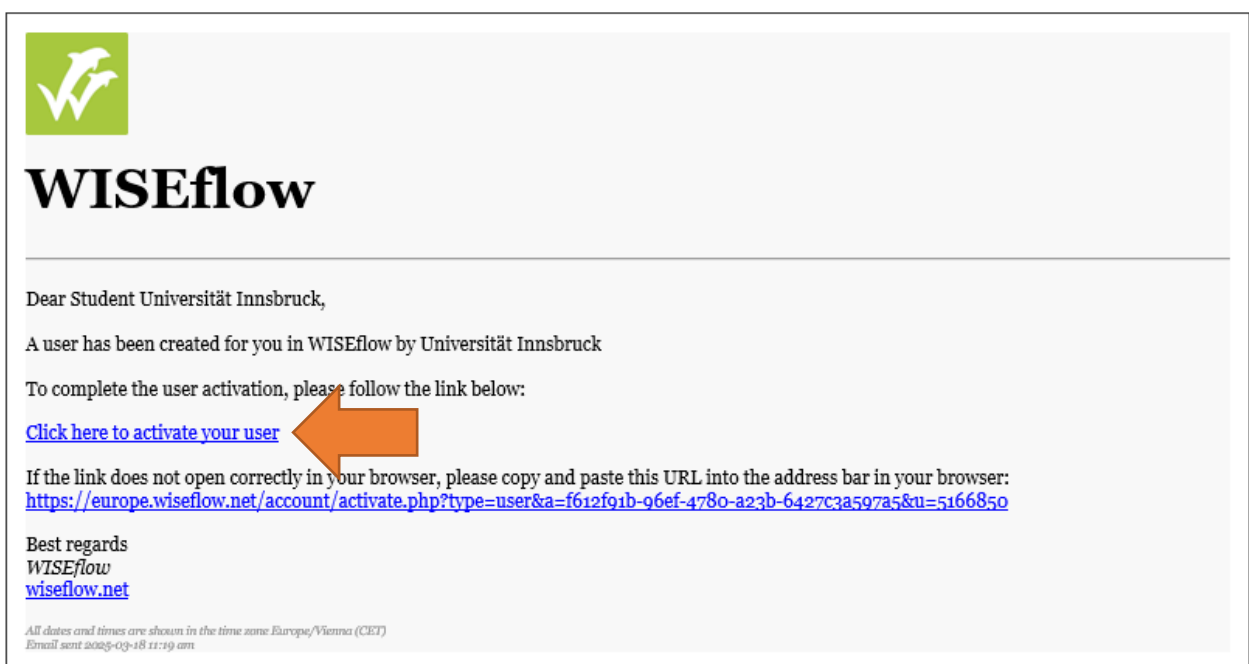 WISEflow
Dear Student Universität Innsbruck,
A user has been created for you in WISEflow by Universität Innsbruck
To complete the user activation, please follow the link below:
Click here to activate your user
If the link does not open correctly in your browser, please copy and paste this URL into the address bar in your browser:
https://europe.wiseflow.net/account/activate.php?type=user&a=f612f91b-96ef-4780-a23b-6427c3a597a5&u=5166850
Best regards
WISEflow
wiseflow.net
All dates and times are shown in the time zone Europe/Vienna (CET)
Email sent 2025-03-18 11:19 am